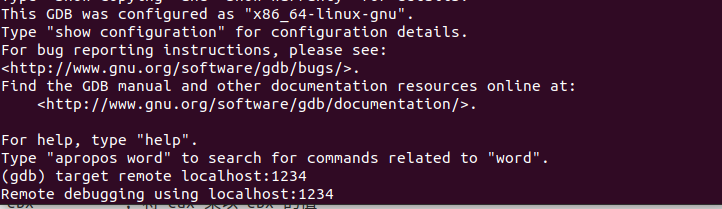 This GDB was configured as "x86_64-linux-gnu".
Type "show configuration" for configuration details.
For bug reporting instructions, please see:
<http://www.gnu.org/software/gdb/bugs/>.
Find the GDB manual and other documentation resources online at:
    <http://www.gnu.org/software/gdb/documentation/>.

For help, type "help".
Type "apropos word" to search for commands related to "word".
(gdb) target remote localhost:1234
Remote debugging using localhost:1234